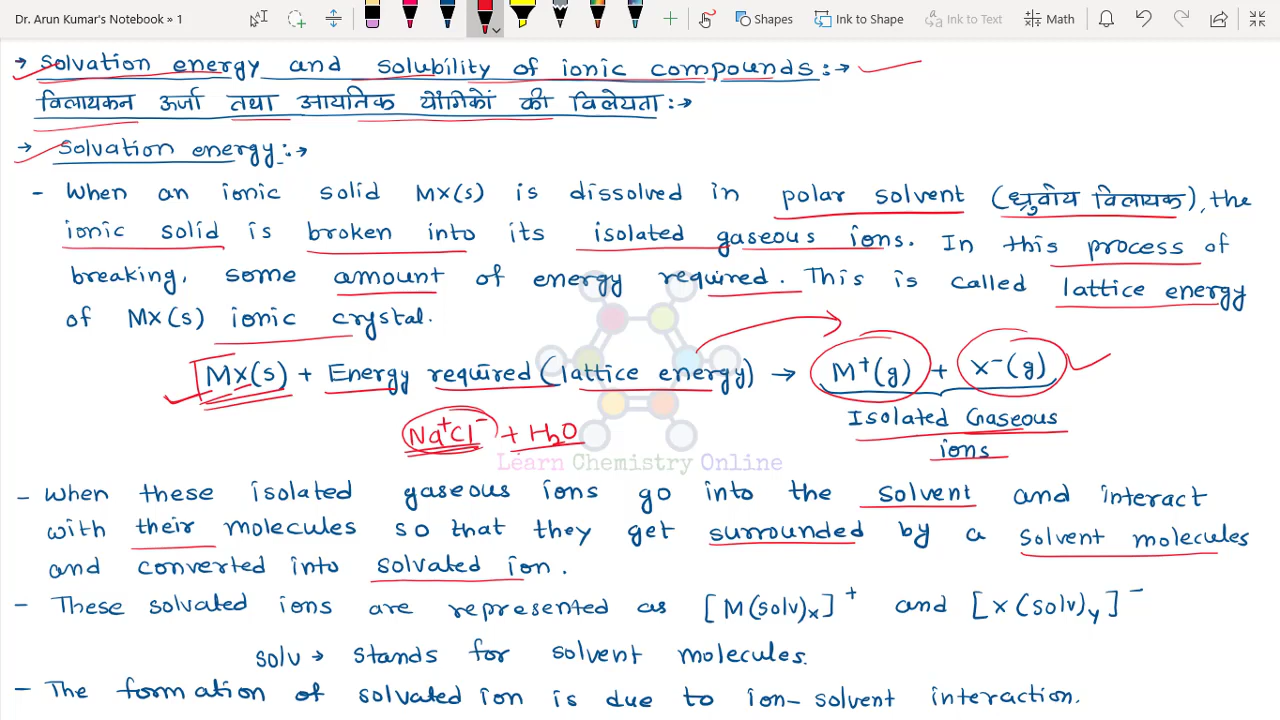 Dr. Arun Kumar's Notebook » 1
Shapes
Ink to Shape
Ink to Text
Math
→ Solvation energy and solubility of ionic compounds:→
विलायकन ऊर्जा तथा आयतिक यौगिकों की विलेयता:→
→ Solvation energy:→
- When an ionic solid MX(s) is dissolved in polar solvent (ध्रुवीय विलायक), the
ionic solid is broken into its isolated gaseous ions. In this process of
breaking, some amount of energy required. This is called lattice energy
of MX(s) ionic crystal.
MX(s) + Energy required (lattice energy) → M⁺(g) + X⁻(g)
Isolated Gaseous
ions
Na⁺Cl⁻ + H₂O
Learn Chemistry Online
- When these isolated gaseous ions go into the solvent and interact
with their molecules so that they get surrounded by a solvent molecules
and converted into solvated ion.
- These solvated ions are represented as [M(solv)ₓ]⁺ and [X(solv)ᵧ]⁻
solv → stands for solvent molecules.
- The formation of solvated ion is due to ion-solvent interaction.